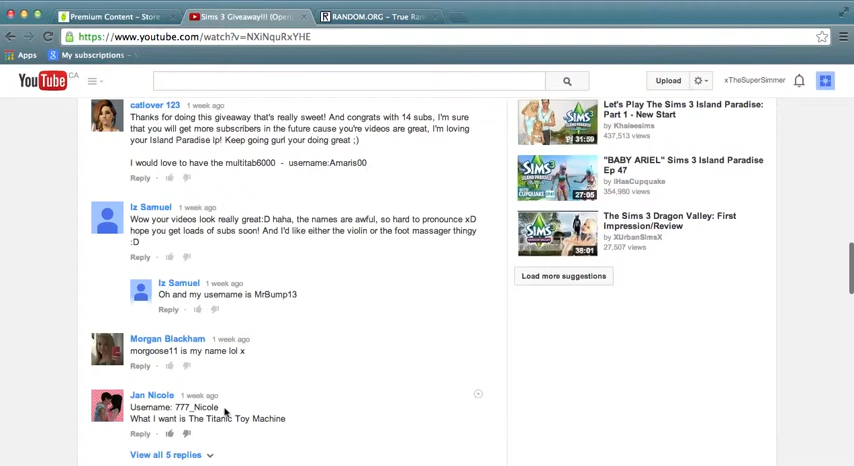 Premium Content - Store
Sims 3 Giveaway!!! (Open
RANDOM.ORG - True Ran
https://www.youtube.com/watch?v=NXiNquRxYHE
Apps
My subscriptions -
YouTube CA
Upload
xTheSuperSimmer
catlover 123 1 week ago
Thanks for doing this giveaway that's really sweet! And congrats with 14 subs, I'm sure
that you will get more subscribers in the future cause you're videos are great, I'm loving
your Island Paradise lp! Keep going gurl your doing great ;)
I would love to have the multitab6000 - username:Amaris00
Reply
Iz Samuel 1 week ago
Wow your videos look really great:D haha, the names are awful, so hard to pronounce xD
hope you get loads of subs soon! And I'd like either the violin or the foot massager thingy
:D
Reply
Iz Samuel 1 week ago
Oh and my username is MrBump13
Reply
Morgan Blackham 1 week ago
morgoose11 is my name lol x
Reply
Jan Nicole 1 week ago
Username: 777_Nicole
What I want is The Titanic Toy Machine
Reply
View all 5 replies
Let's Play The Sims 3 Island Paradise:
Part 1 - New Start
by Khaleesims
437,513 views
31:59
"BABY ARIEL" Sims 3 Island Paradise
Ep 47
by iHasCupquake
354,980 views
27:05
The Sims 3 Dragon Valley: First
Impression/Review
by XUrbanSimsX
27,507 views
38:01
Load more suggestions